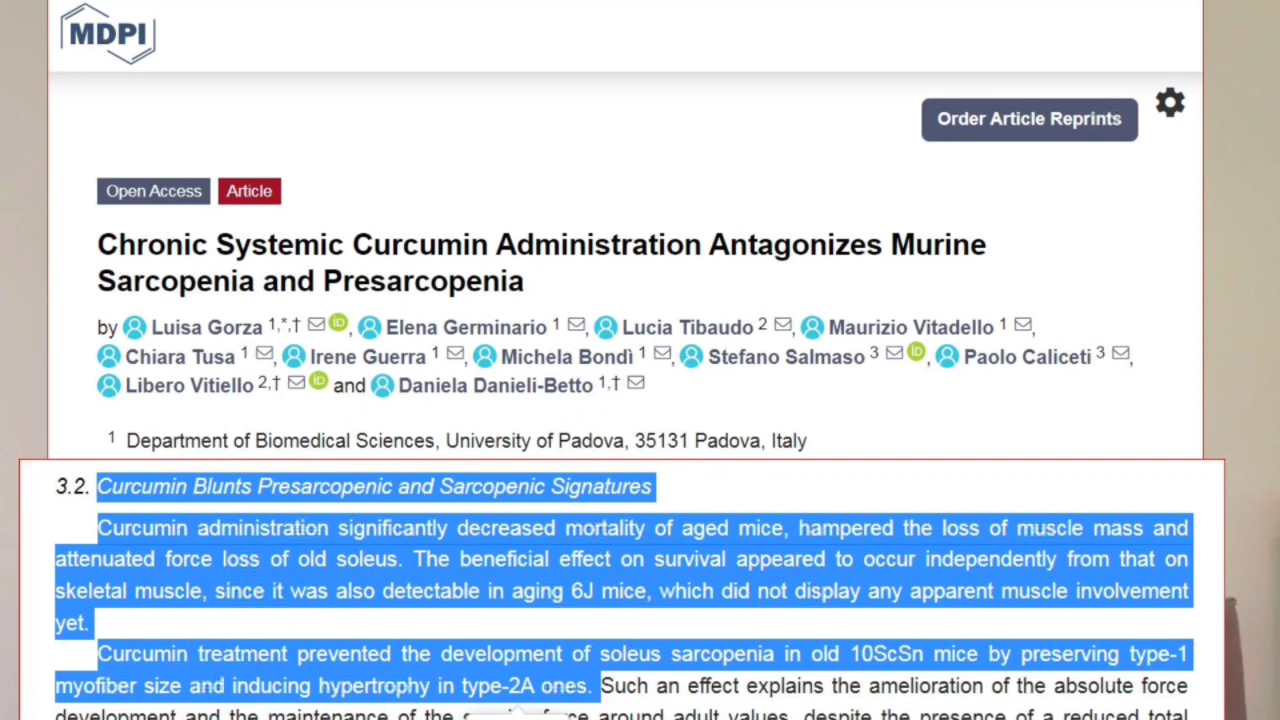 MDPI
Order Article Reprints
Open Access Article
Chronic Systemic Curcumin Administration Antagonizes Murine
Sarcopenia and Presarcopenia
by Luisa Gorza 1,*,† iD, Elena Germinario 1, Lucia Tibaudo 2, Maurizio Vitadello 1,
Chiara Tusa 1, Irene Guerra 1, Michela Bondì 1, Stefano Salmaso 3 iD, Paolo Caliceti 3,
Libero Vitiello 2,† iD and Daniela Danieli-Betto 1,†
1 Department of Biomedical Sciences, University of Padova, 35131 Padova, Italy
3.2. Curcumin Blunts Presarcopenic and Sarcopenic Signatures
Curcumin administration significantly decreased mortality of aged mice, hampered the loss of muscle mass and
attenuated force loss of old soleus. The beneficial effect on survival appeared to occur independently from that on
skeletal muscle, since it was also detectable in aging 6J mice, which did not display any apparent muscle involvement
yet.
Curcumin treatment prevented the development of soleus sarcopenia in old 10ScSn mice by preserving type-1
myofiber size and inducing hypertrophy in type-2A ones. Such an effect explains the amelioration of the absolute force
development and the maintenance of the around adult values, despite the presence of a reduced total